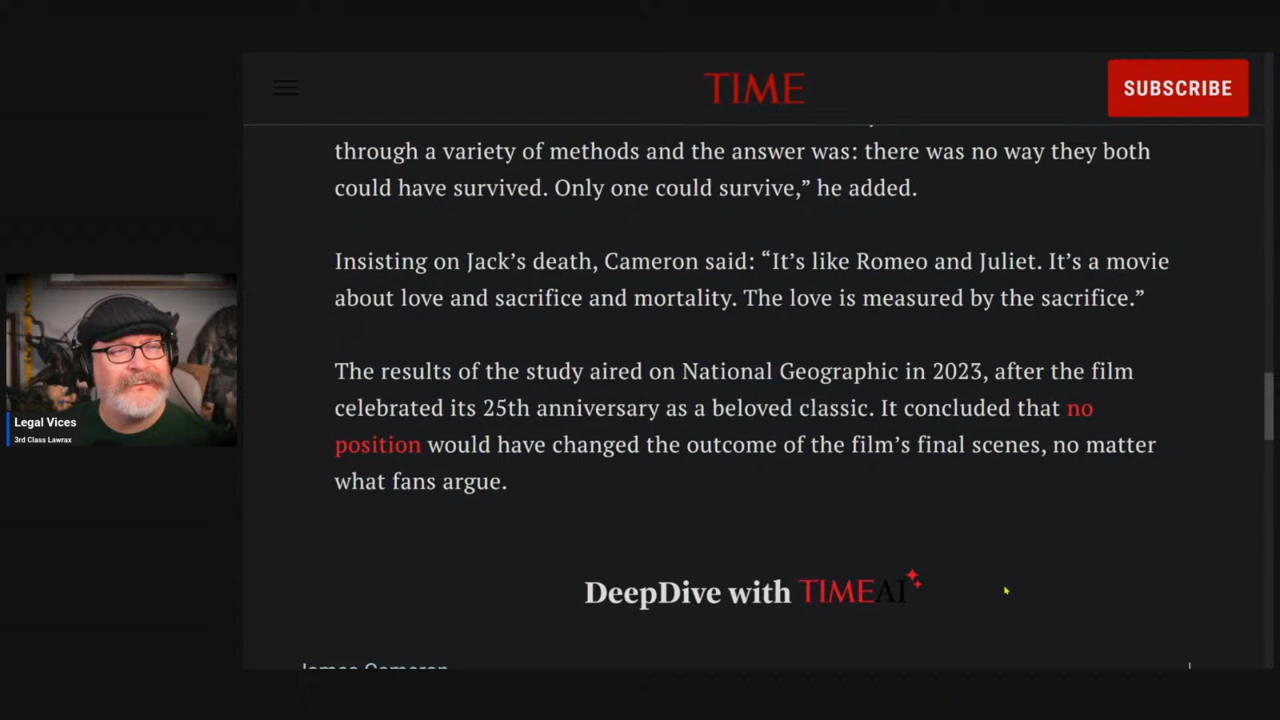 TIME
SUBSCRIBE
through a variety of methods and the answer was: there was no way they both
could have survived. Only one could survive,” he added.
Insisting on Jack’s death, Cameron said: “It’s like Romeo and Juliet. It’s a movie
about love and sacrifice and mortality. The love is measured by the sacrifice.”
The results of the study aired on National Geographic in 2023, after the film
celebrated its 25th anniversary as a beloved classic. It concluded that no
position would have changed the outcome of the film’s final scenes, no matter
what fans argue.
DeepDive with TIMEAI
James Cameron
Legal Vices
3rd Class Lawrax